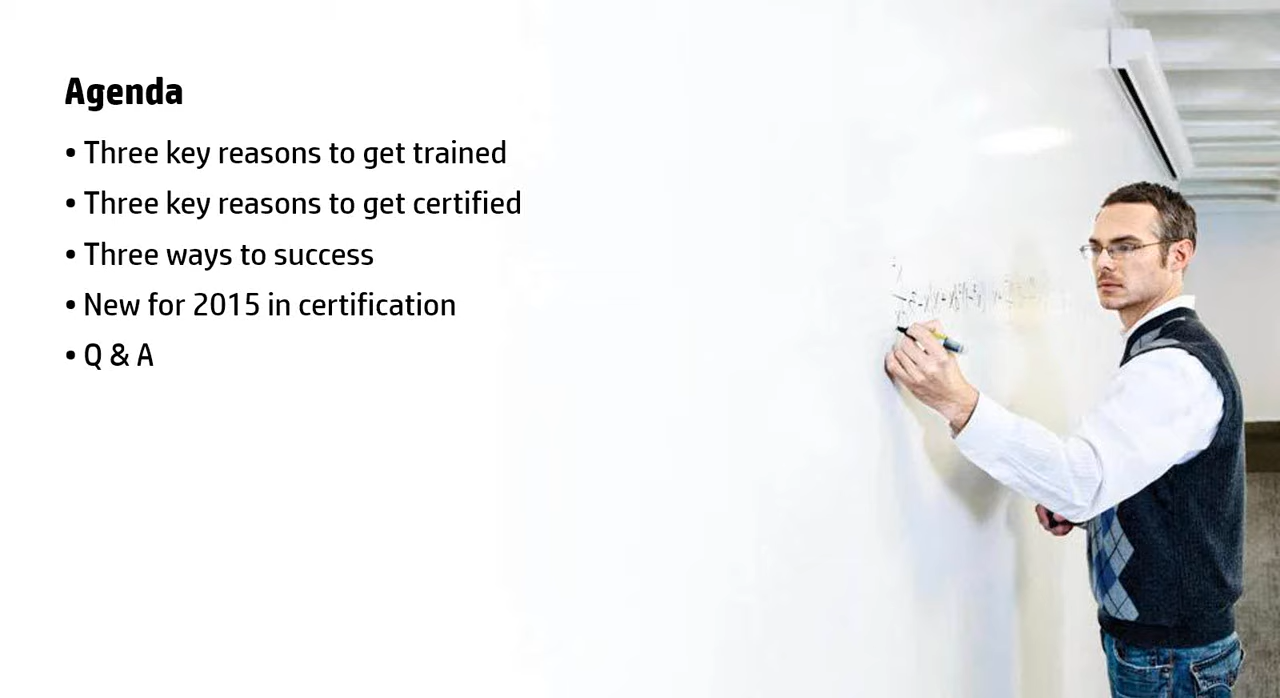 Agenda
• Three key reasons to get trained
• Three key reasons to get certified
• Three ways to success
• New for 2015 in certification
• Q & A